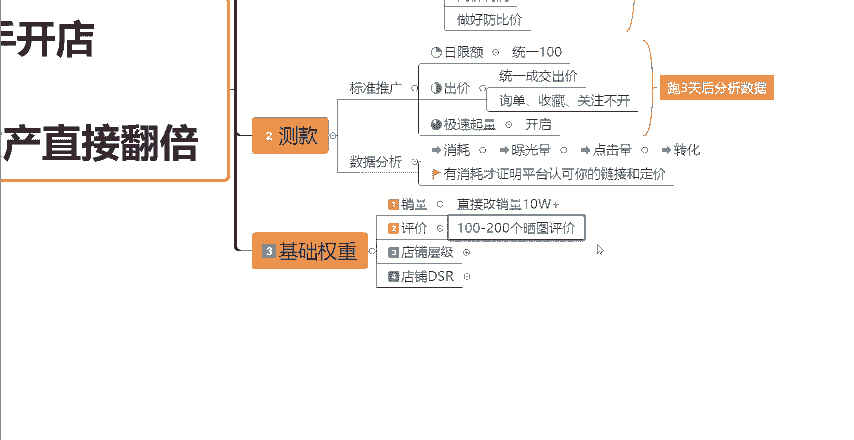 做好防比价
手开店
产直接翻倍
2 测款
标准推广
日限额
统一100
出价
统一成交出价
询单、收藏、关注不开
极速起量
开启
跑3天后分析数据
数据分析
消耗
曝光量
点击量
转化
有消耗才证明平台认可你的链接和定价
3 基础权重
1 销量
直接改销量10W+
2 评价
100-200个晒图评价
3 店铺层级
4 店铺DSR